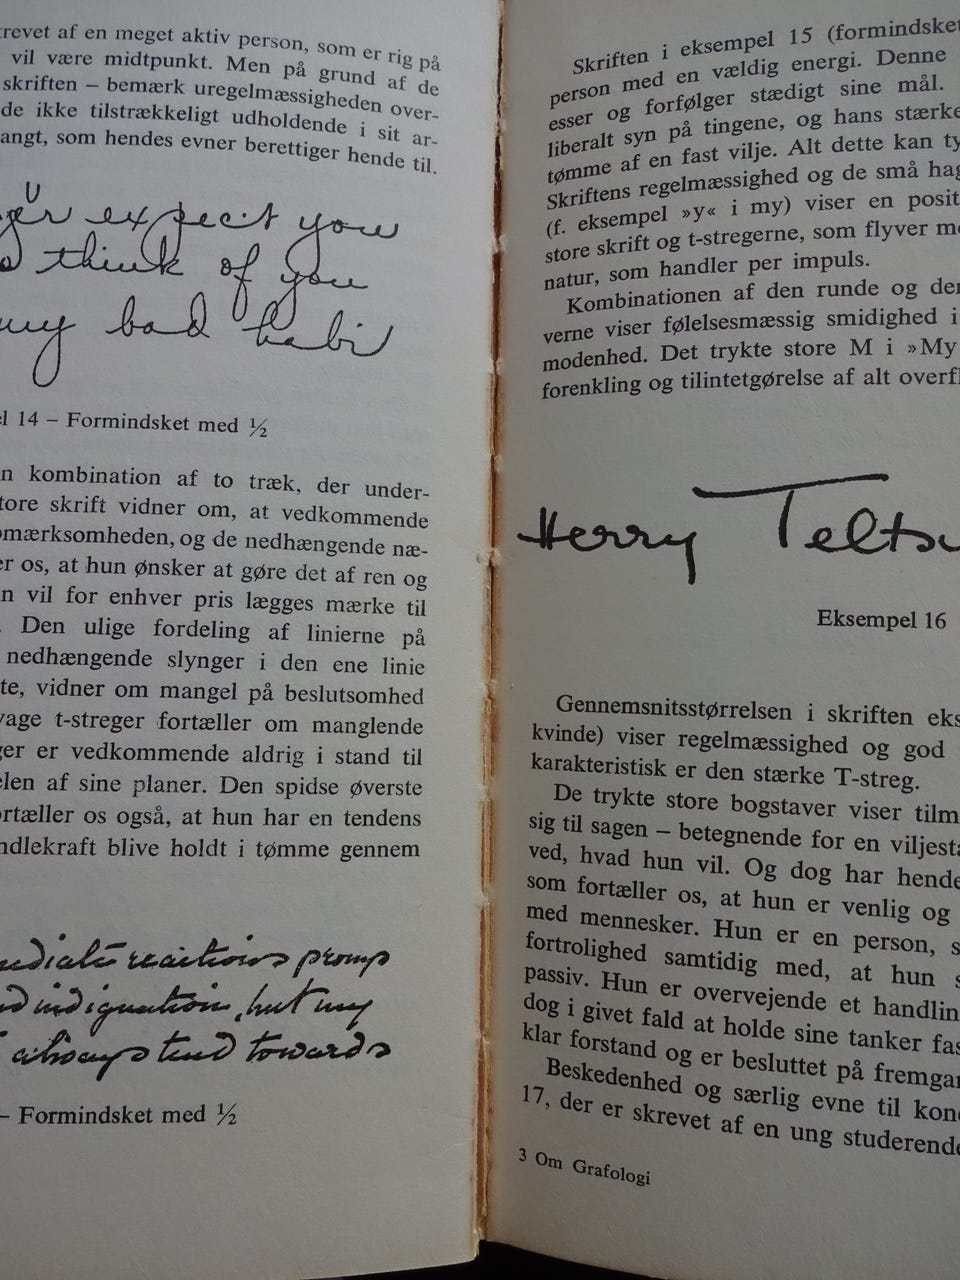 krevet af en meget aktiv person, som er rig på
vil være midtpunkt. Men på grund af de
skriften – bemærk uregelmæssigheden over-
de ikke tilstrækkeligt udholdende i sit ar-
angt, som hendes evner berettiger hende til.
expect you
think of you
my bad habi
el 14 – Formindsket med ½
n kombination af to træk, der under-
tore skrift vidner om, at vedkommende
omærksomheden, og de nedhængende næ-
er os, at hun ønsker at gøre det af ren og
n vil for enhver pris lægges mærke til
. Den ulige fordeling af linierne på
nedhængende slynger i den ene linie
te, vidner om mangel på beslutsomhed
vage t-streger fortæller om manglende
ger er vedkommende aldrig i stand til
elen af sine planer. Den spidse øverste
ortæller os også, at hun har en tendens
ndlekraft blive holdt i tømme gennem
mediate reactions promp
nd indignation, but my
always tend towards
– Formindsket med ½
Skriften i eksempel 15 (formindsket
person med en vældig energi. Denne
esser og forfølger stædigt sine mål.
liberalt syn på tingene, og hans stærke
tømme af en fast vilje. Alt dette kan ty
Skriftens regelmæssighed og de små hag
(f. eksempel »y« i my) viser en posit
store skrift og t-stregerne, som flyver me
natur, som handler per impuls.
Kombinationen af den runde og den
verne viser følelsesmæssig smidighed i
modenhed. Det trykte store M i »My
forenkling og tilintetgørelse af alt overfl
Herry Telts
Eksempel 16
Gennemsnitsstørrelsen i skriften eks
kvinde) viser regelmæssighed og god
karakteristisk er den stærke T-streg.
De trykte store bogstaver viser tilm
sig til sagen – betegnende for en viljesta
ved, hvad hun vil. Og dog har hende
som fortæller os, at hun er venlig og
med mennesker. Hun er en person, s
fortrolighed samtidig med, at hun s
passiv. Hun er overvejende et handlin
dog i givet fald at holde sine tanker fas
klar forstand og er besluttet på fremgan
Beskedenhed og særlig evne til konc
17, der er skrevet af en ung studerende
3 Om Grafologi